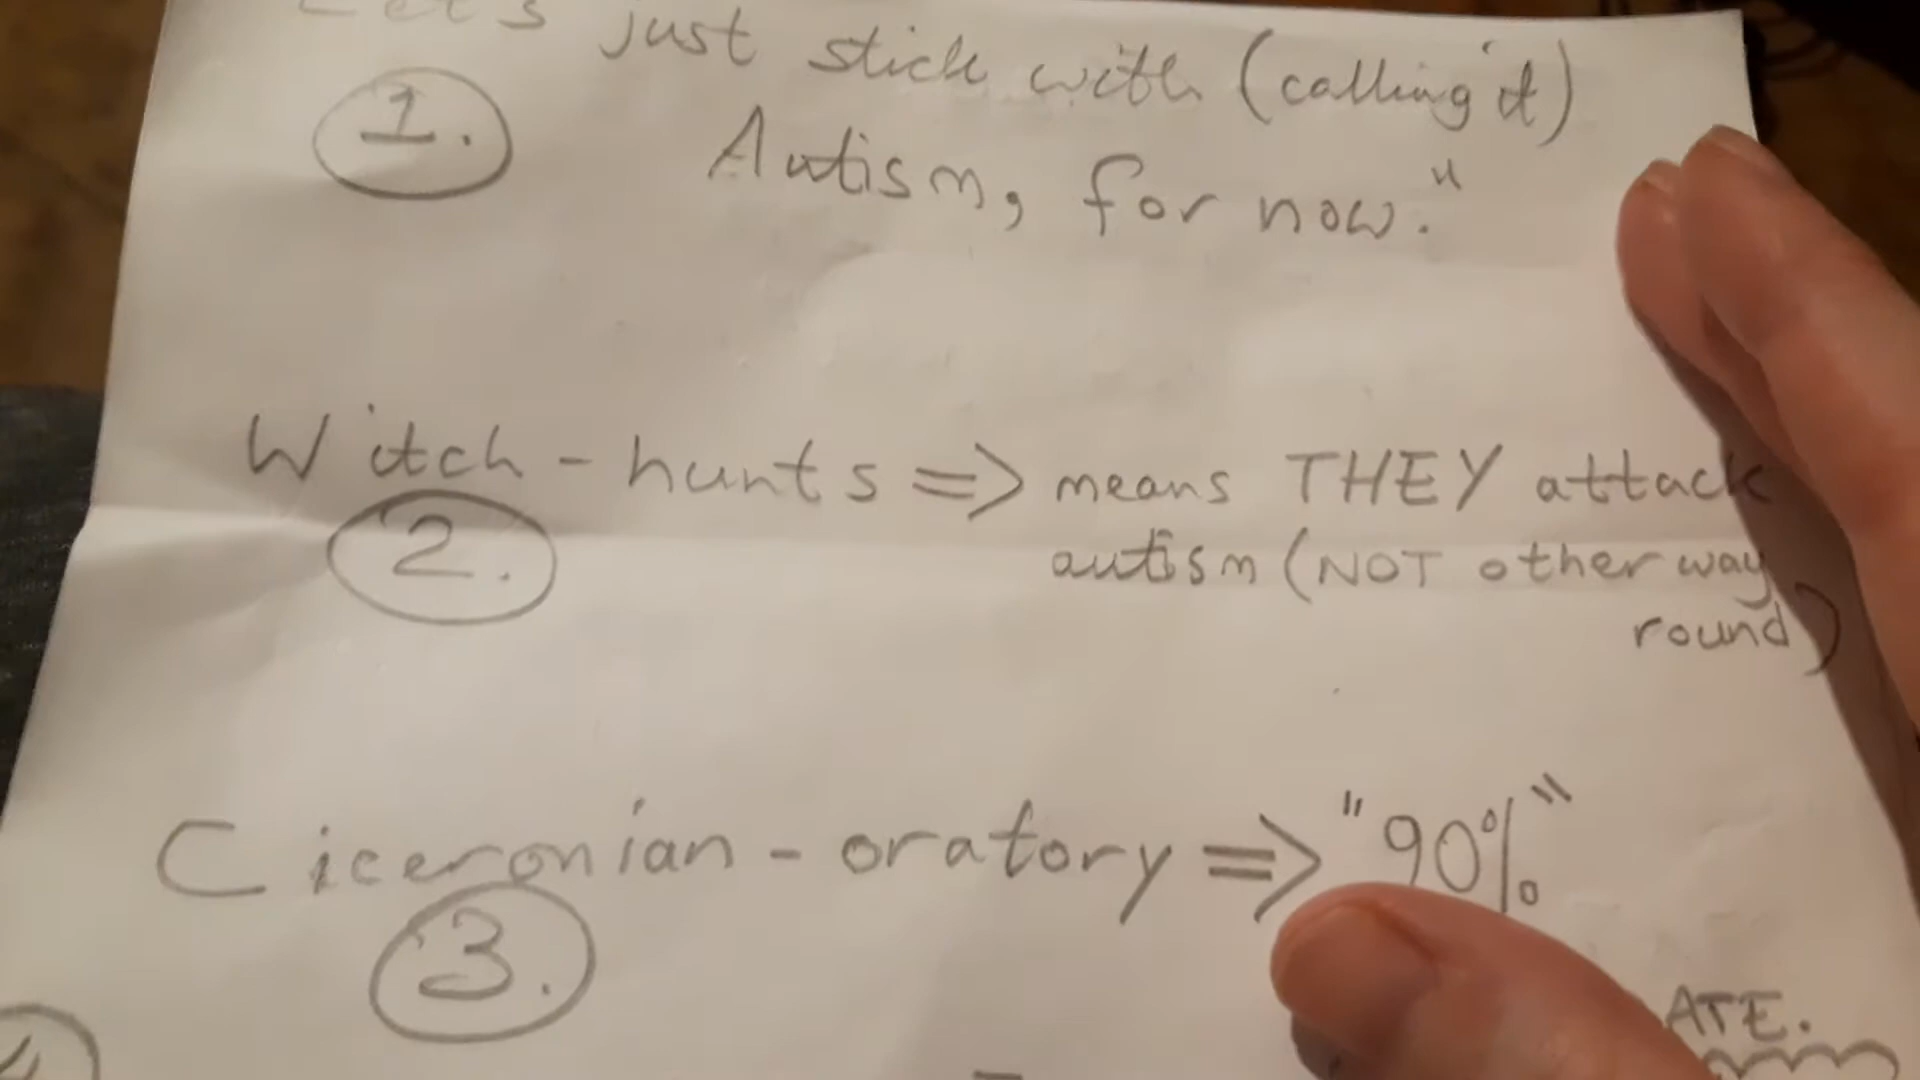 Let's just stick with (calling it)
1.
Autism, for now."
Witch-hunts => means THEY attack
2.
autism (NOT other way
round)
Ciceronian-oratory => "90%"
3.
ATE.